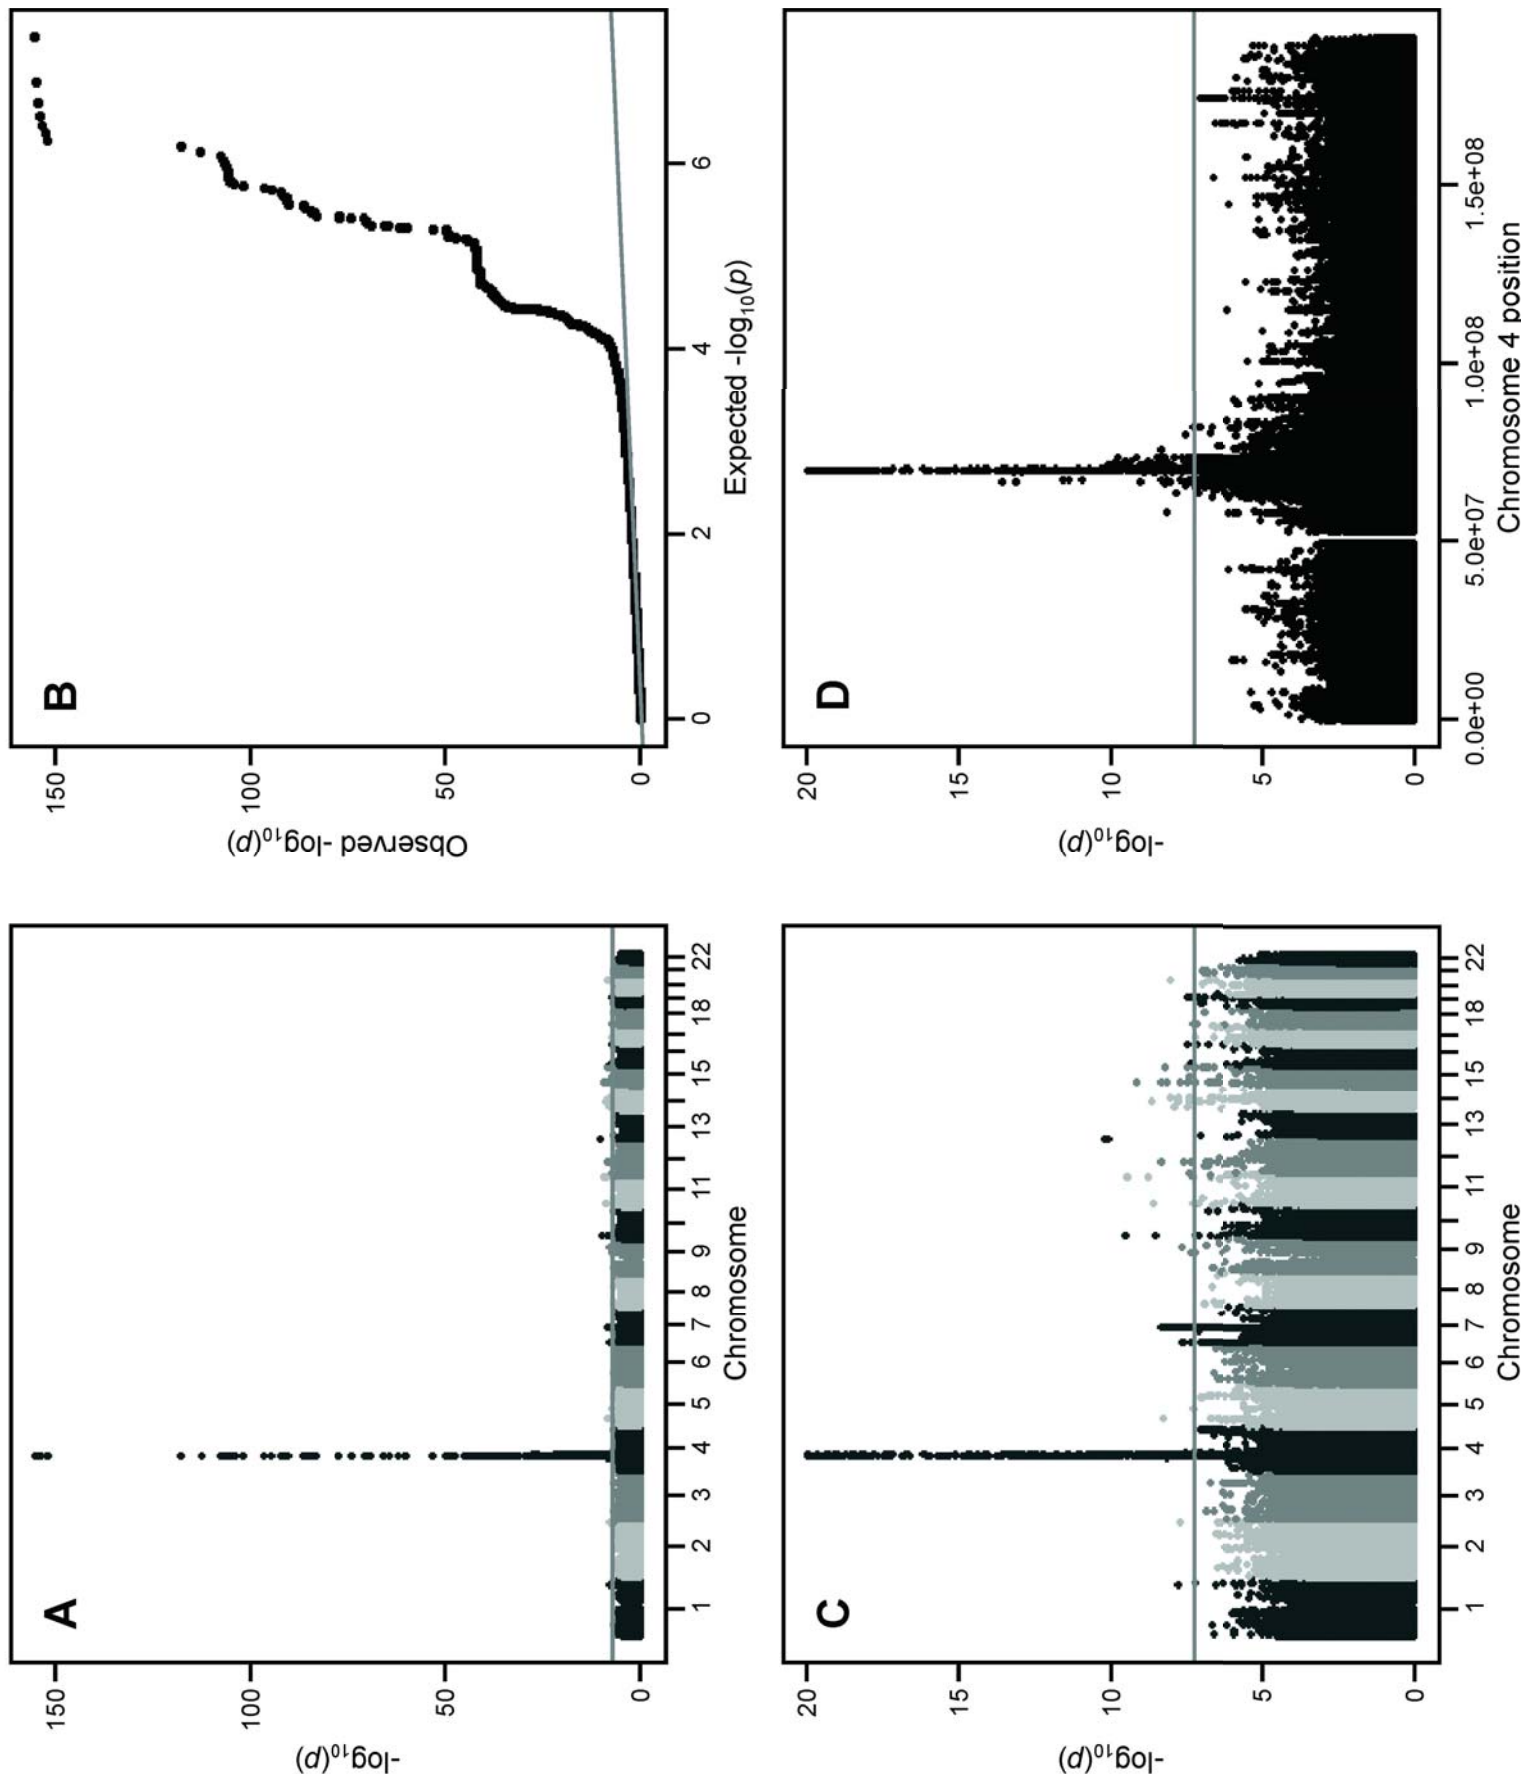 A
-log10(p)
150
100
50
0
1 2 3 4 5 6 7 8 9 11 13 15 18 22
Chromosome
B
Observed -log10(p)
150
100
50
0
0 2 4 6
Expected -log10(p)
C
-log10(p)
20
15
10
5
0
1 2 3 4 5 6 7 8 9 11 13 15 18 22
Chromosome
D
-log10(p)
20
15
10
5
0
0.0e+00 5.0e+07 1.0e+08 1.5e+08
Chromosome 4 position